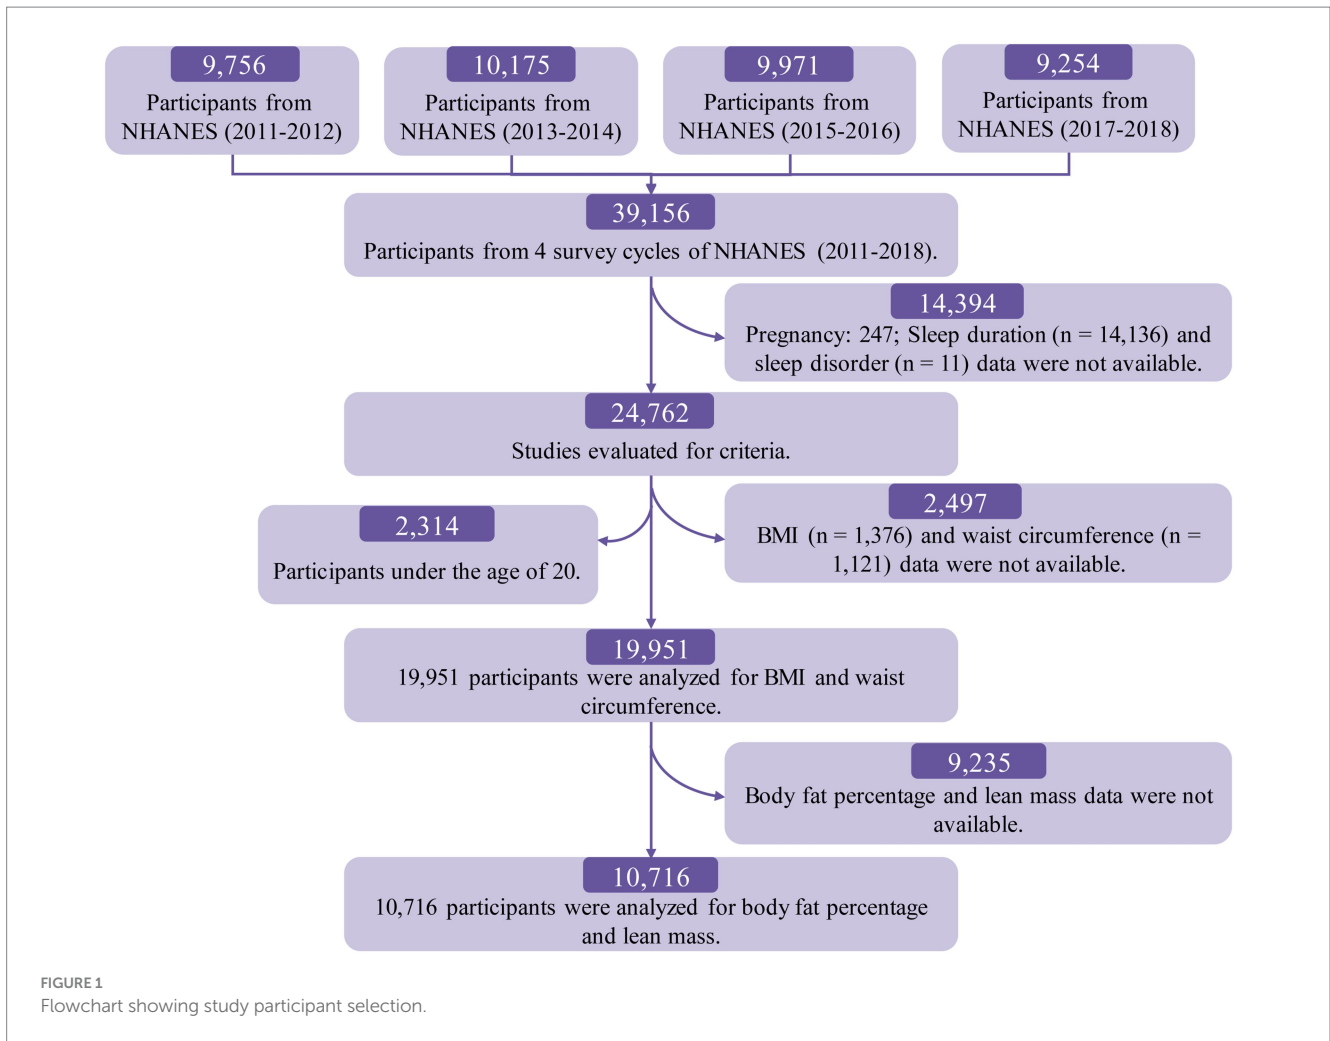 9,756
Participants from
NHANES (2011-2012)
10,175
Participants from
NHANES (2013-2014)
9,971
Participants from
NHANES (2015-2016)
9,254
Participants from
NHANES (2017-2018)
39,156
Participants from 4 survey cycles of NHANES (2011-2018).
14,394
Pregnancy: 247; Sleep duration (n = 14,136) and
sleep disorder (n = 11) data were not available.
24,762
Studies evaluated for criteria.
2,314
Participants under the age of 20.
2,497
BMI (n = 1,376) and waist circumference (n =
1,121) data were not available.
19,951
19,951 participants were analyzed for BMI and waist
circumference.
9,235
Body fat percentage and lean mass data were not
available.
10,716
10,716 participants were analyzed for body fat percentage
and lean mass.
FIGURE 1
Flowchart showing study participant selection.